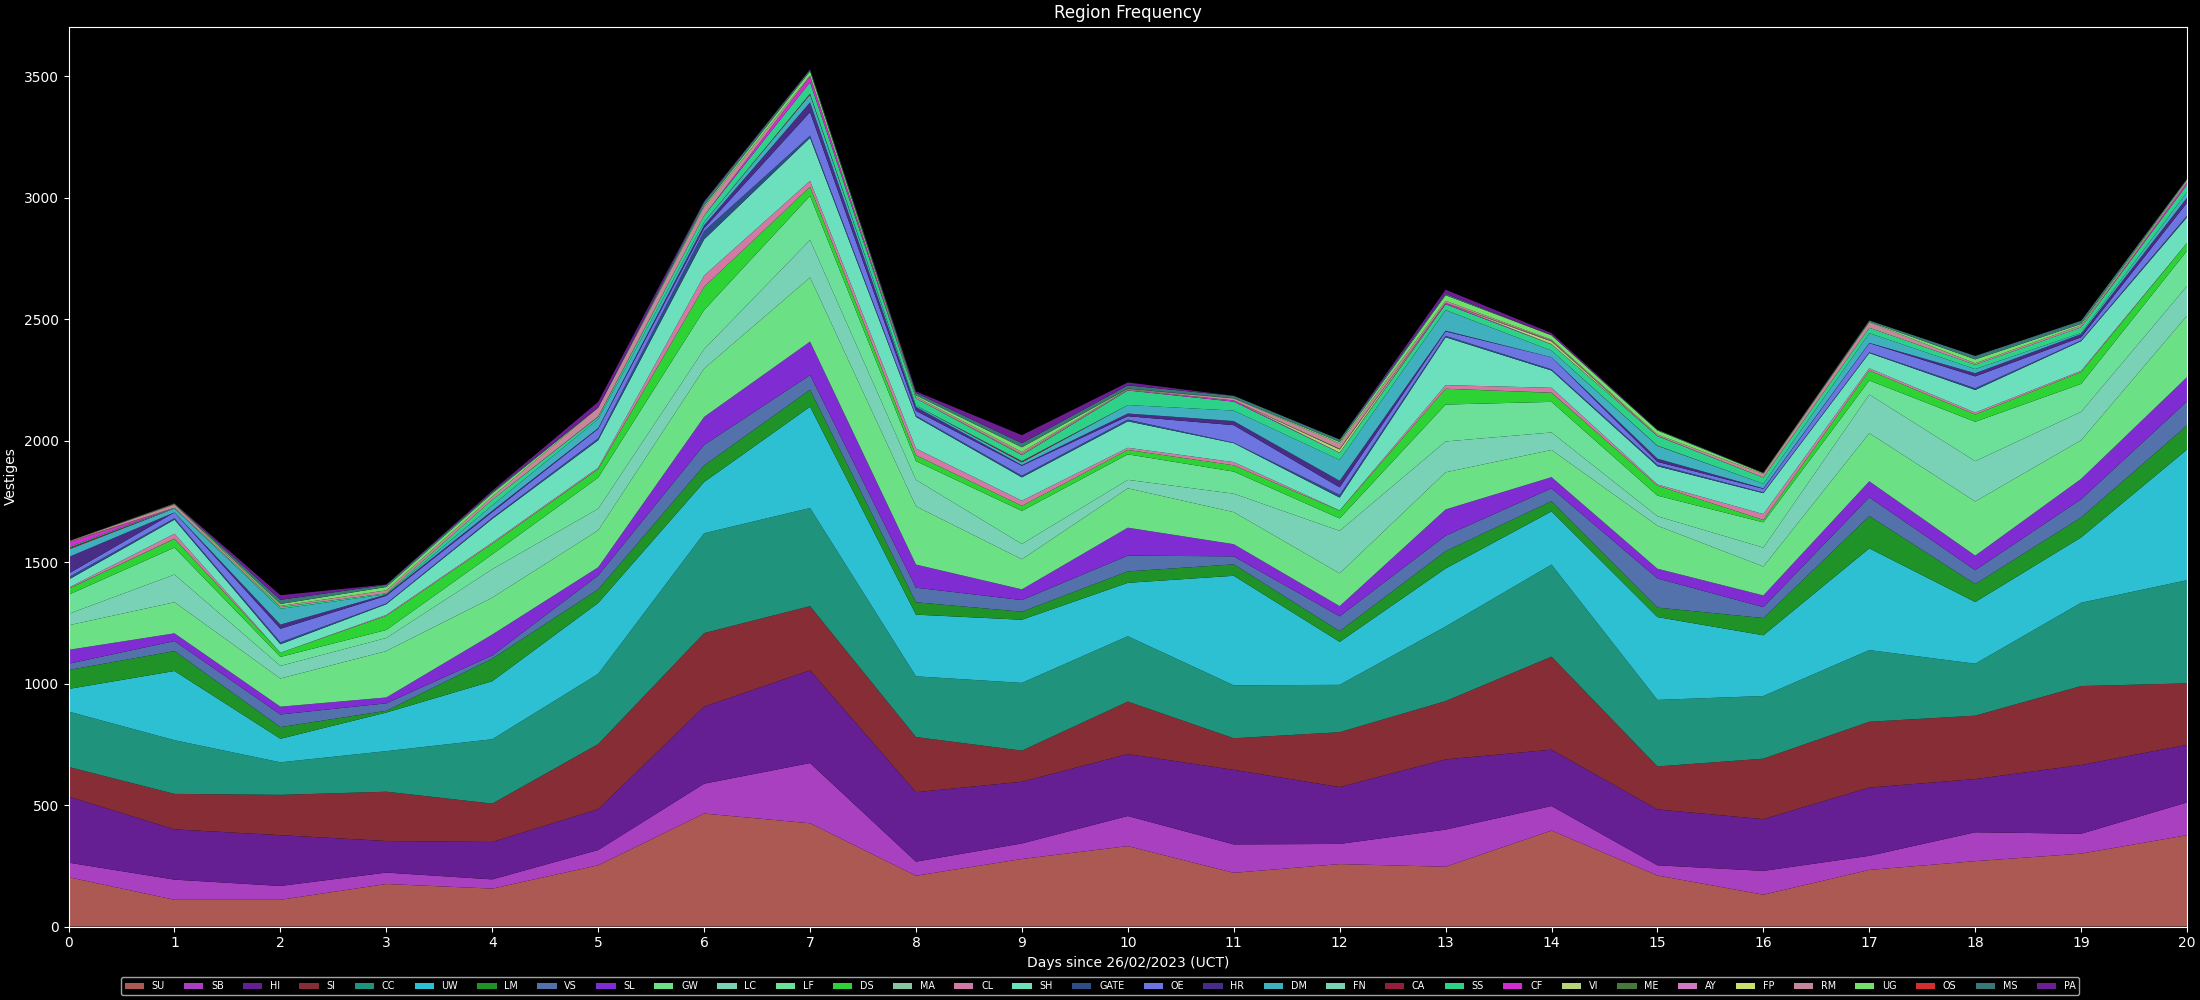 Region Frequency
3500
3000
2500
2000
1500
1000
500
0
Vestiges
0 1 2 3 4 5 6 7 8 9 10 11 12 13 14 15 16 17 18 19 20
Days since 26/02/2023 (UCT)
SU SB HI SI CC UW LM VS SL GW LC LF DS MA CL SH GATE OE HR DM FN CA SS CF VI ME AY FP RM UG OS MS PA